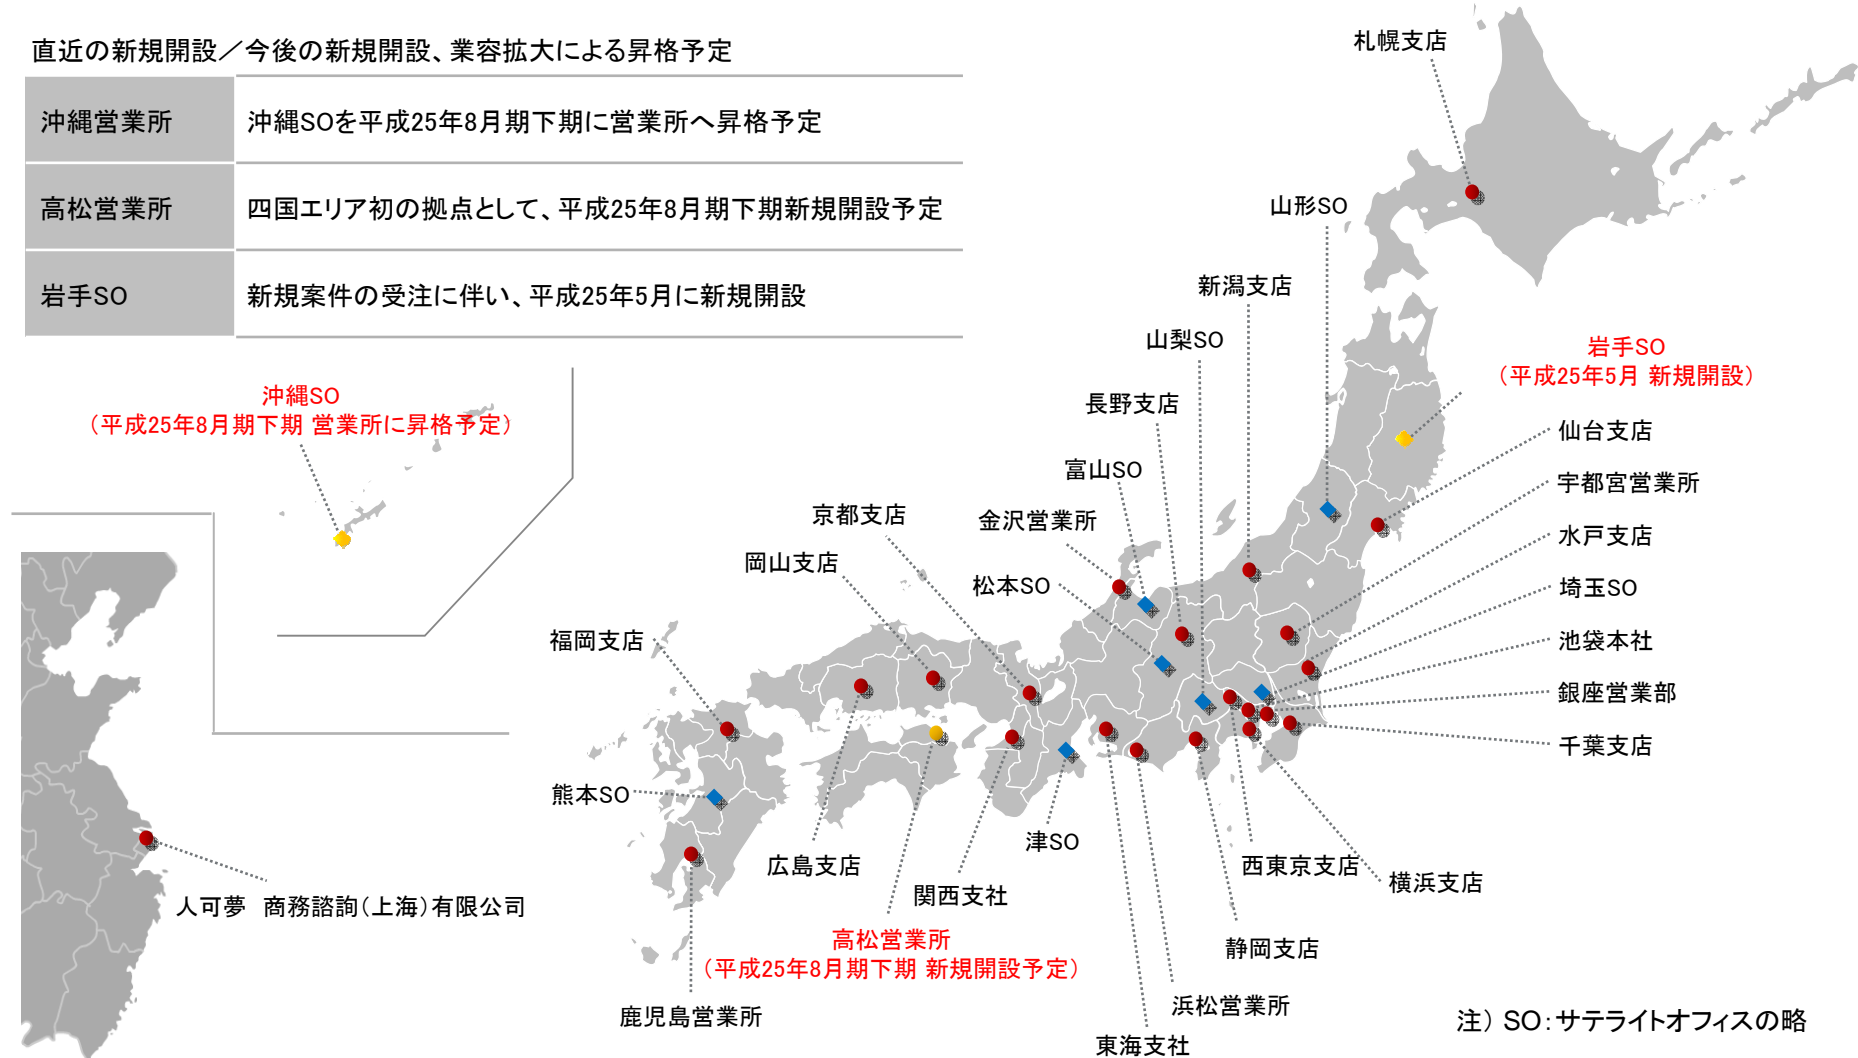 直近の新規開設／今後の新規開設、業容拡大による昇格予定
沖縄営業所
沖縄SOを平成25年8月期下期に営業所へ昇格予定
高松営業所
四国エリア初の拠点として、平成25年8月期下期新規開設予定
岩手SO
新規案件の受注に伴い、平成25年5月に新規開設
札幌支店
山形SO
新潟支店
山梨SO
長野支店
富山SO
金沢営業所
松本SO
京都支店
岡山支店
福岡支店
熊本SO
沖縄SO
（平成25年8月期下期 営業所に昇格予定）
岩手SO
（平成25年5月 新規開設）
仙台支店
宇都宮営業所
水戸支店
埼玉SO
池袋本社
銀座営業部
千葉支店
津SO
広島支店
関西支社
西東京支店
横浜支店
人可夢　商務諮詢（上海）有限公司
高松営業所
（平成25年8月期下期 新規開設予定）
静岡支店
浜松営業所
鹿児島営業所
東海支社
注）SO：サテライトオフィスの略